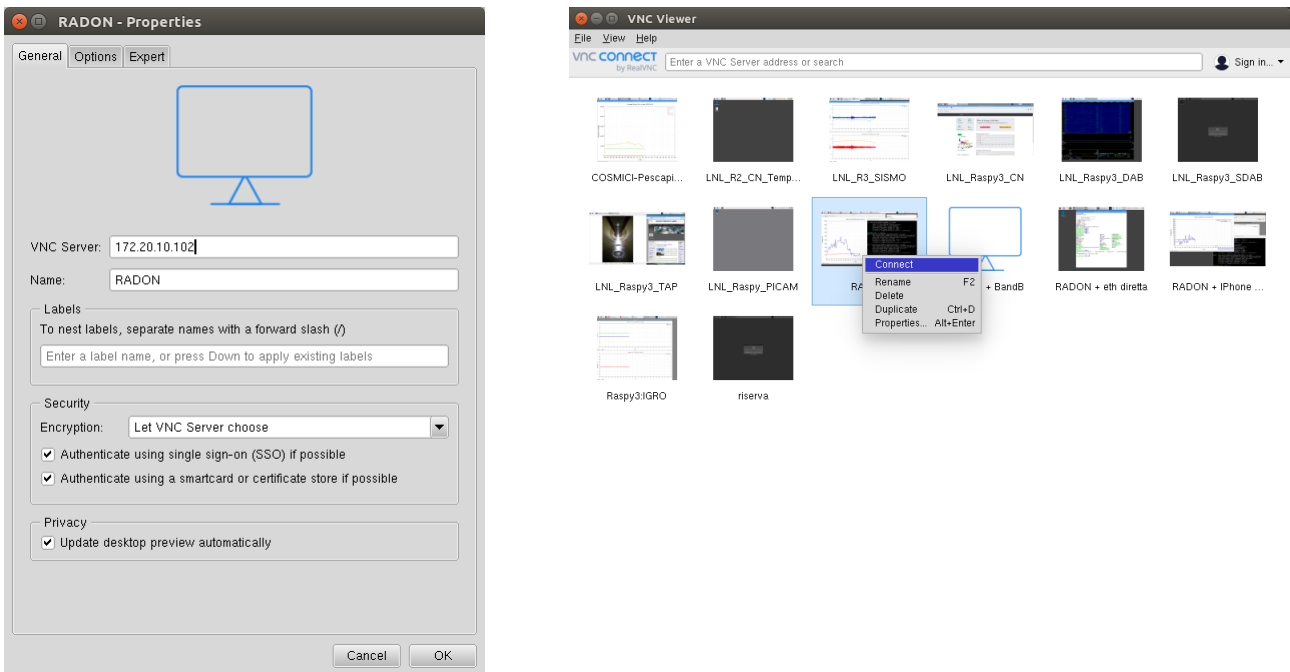 RADON - Properties
General Options Expert
VNC Server: 172.20.10.102
Name: RADON
Labels
To nest labels, separate names with a forward slash (/)
Enter a label name, or press Down to apply existing labels
Security
Encryption: Let VNC Server choose
Authenticate using single sign-on (SSO) if possible
Authenticate using a smartcard or certificate store if possible
Privacy
Update desktop preview automatically
Cancel OK
VNC Viewer
File View Help
vnc connect
by RealVNC
Enter a VNC Server address or search
Sign in...
COSMICI-Pescapi... LNL_R2_CN_Temp... LNL_R3_SISMO LNL_Raspy3_CN LNL_Raspy3_DAB LNL_Raspy3_SDAB
LNL_Raspy3_TAP LNL_Raspy_PICAM + BandB RADON + eth diretta RADON + IPhone ...
Connect
Rename F2
Delete
Duplicate Ctrl+D
Properties... Alt+Enter
Raspy3:IGRO riserva